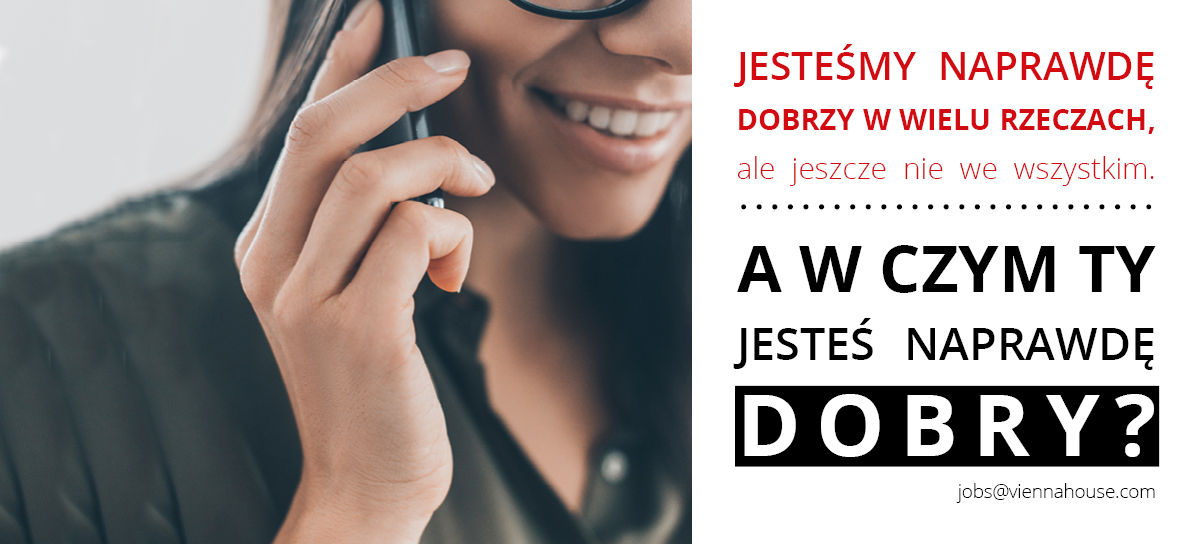 JESTEŚMY NAPRAWDĘ
DOBRZY W WIELU RZECZACH,
ale jeszcze nie we wszystkim.
A W CZYM TY
JESTEŚ NAPRAWDĘ
DOBRY?
jobs@viennahouse.com